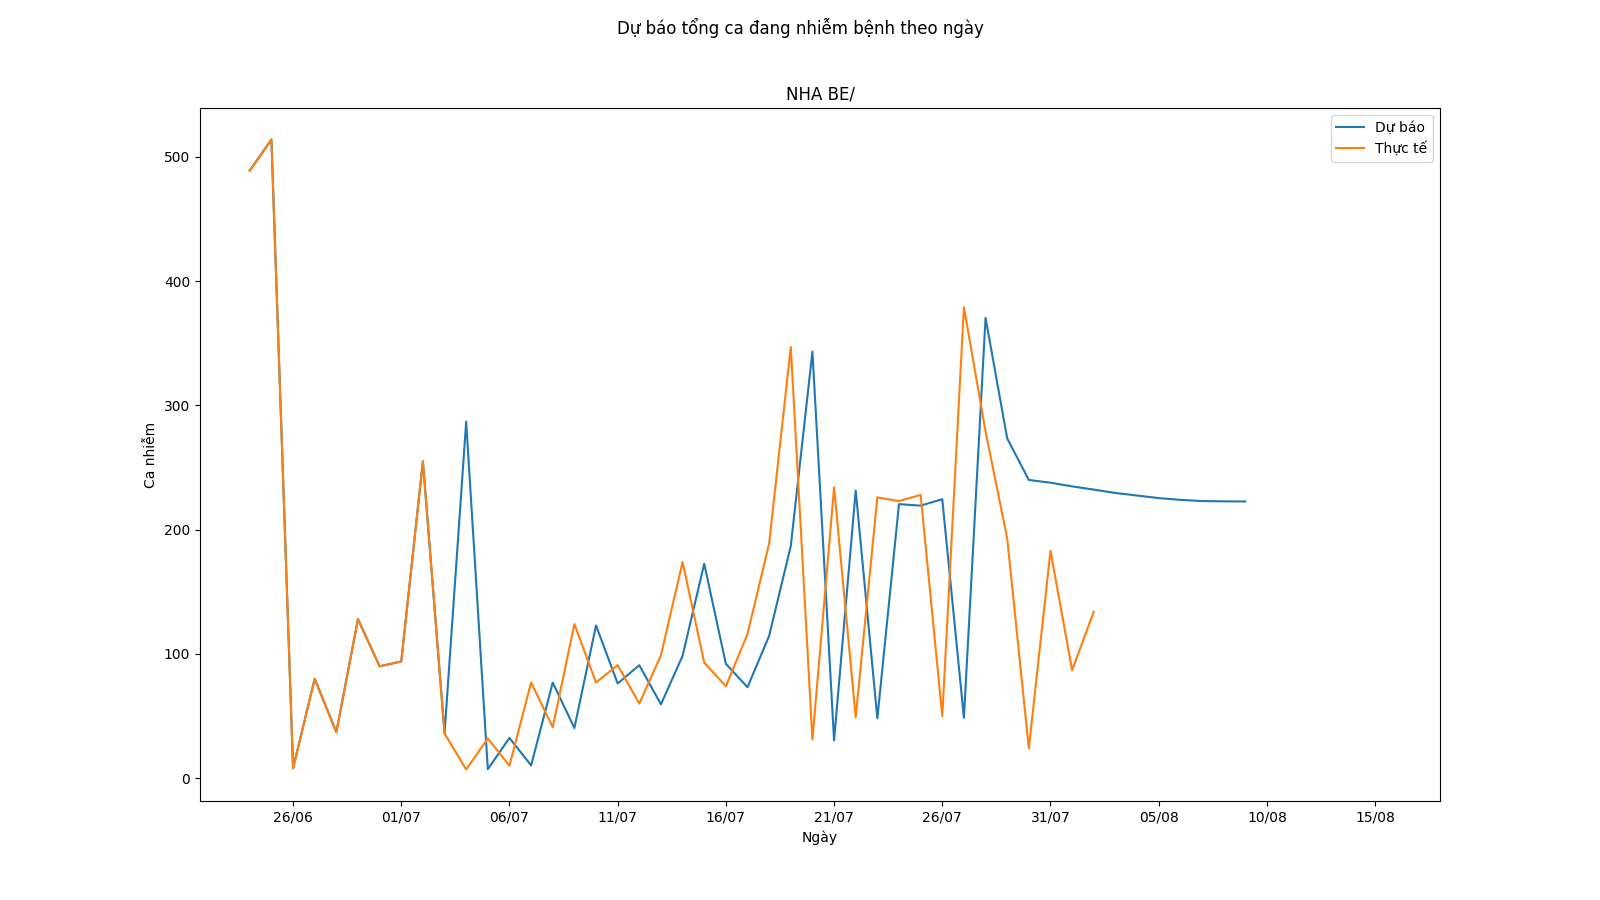 Dự báo tổng ca đang nhiễm bệnh theo ngày
NHA BE/
Dự báo
Thực tế
500
400
300
200
100
0
Ca nhiễm
26/06 01/07 06/07 11/07 16/07 21/07 26/07 31/07 05/08 10/08 15/08
Ngày